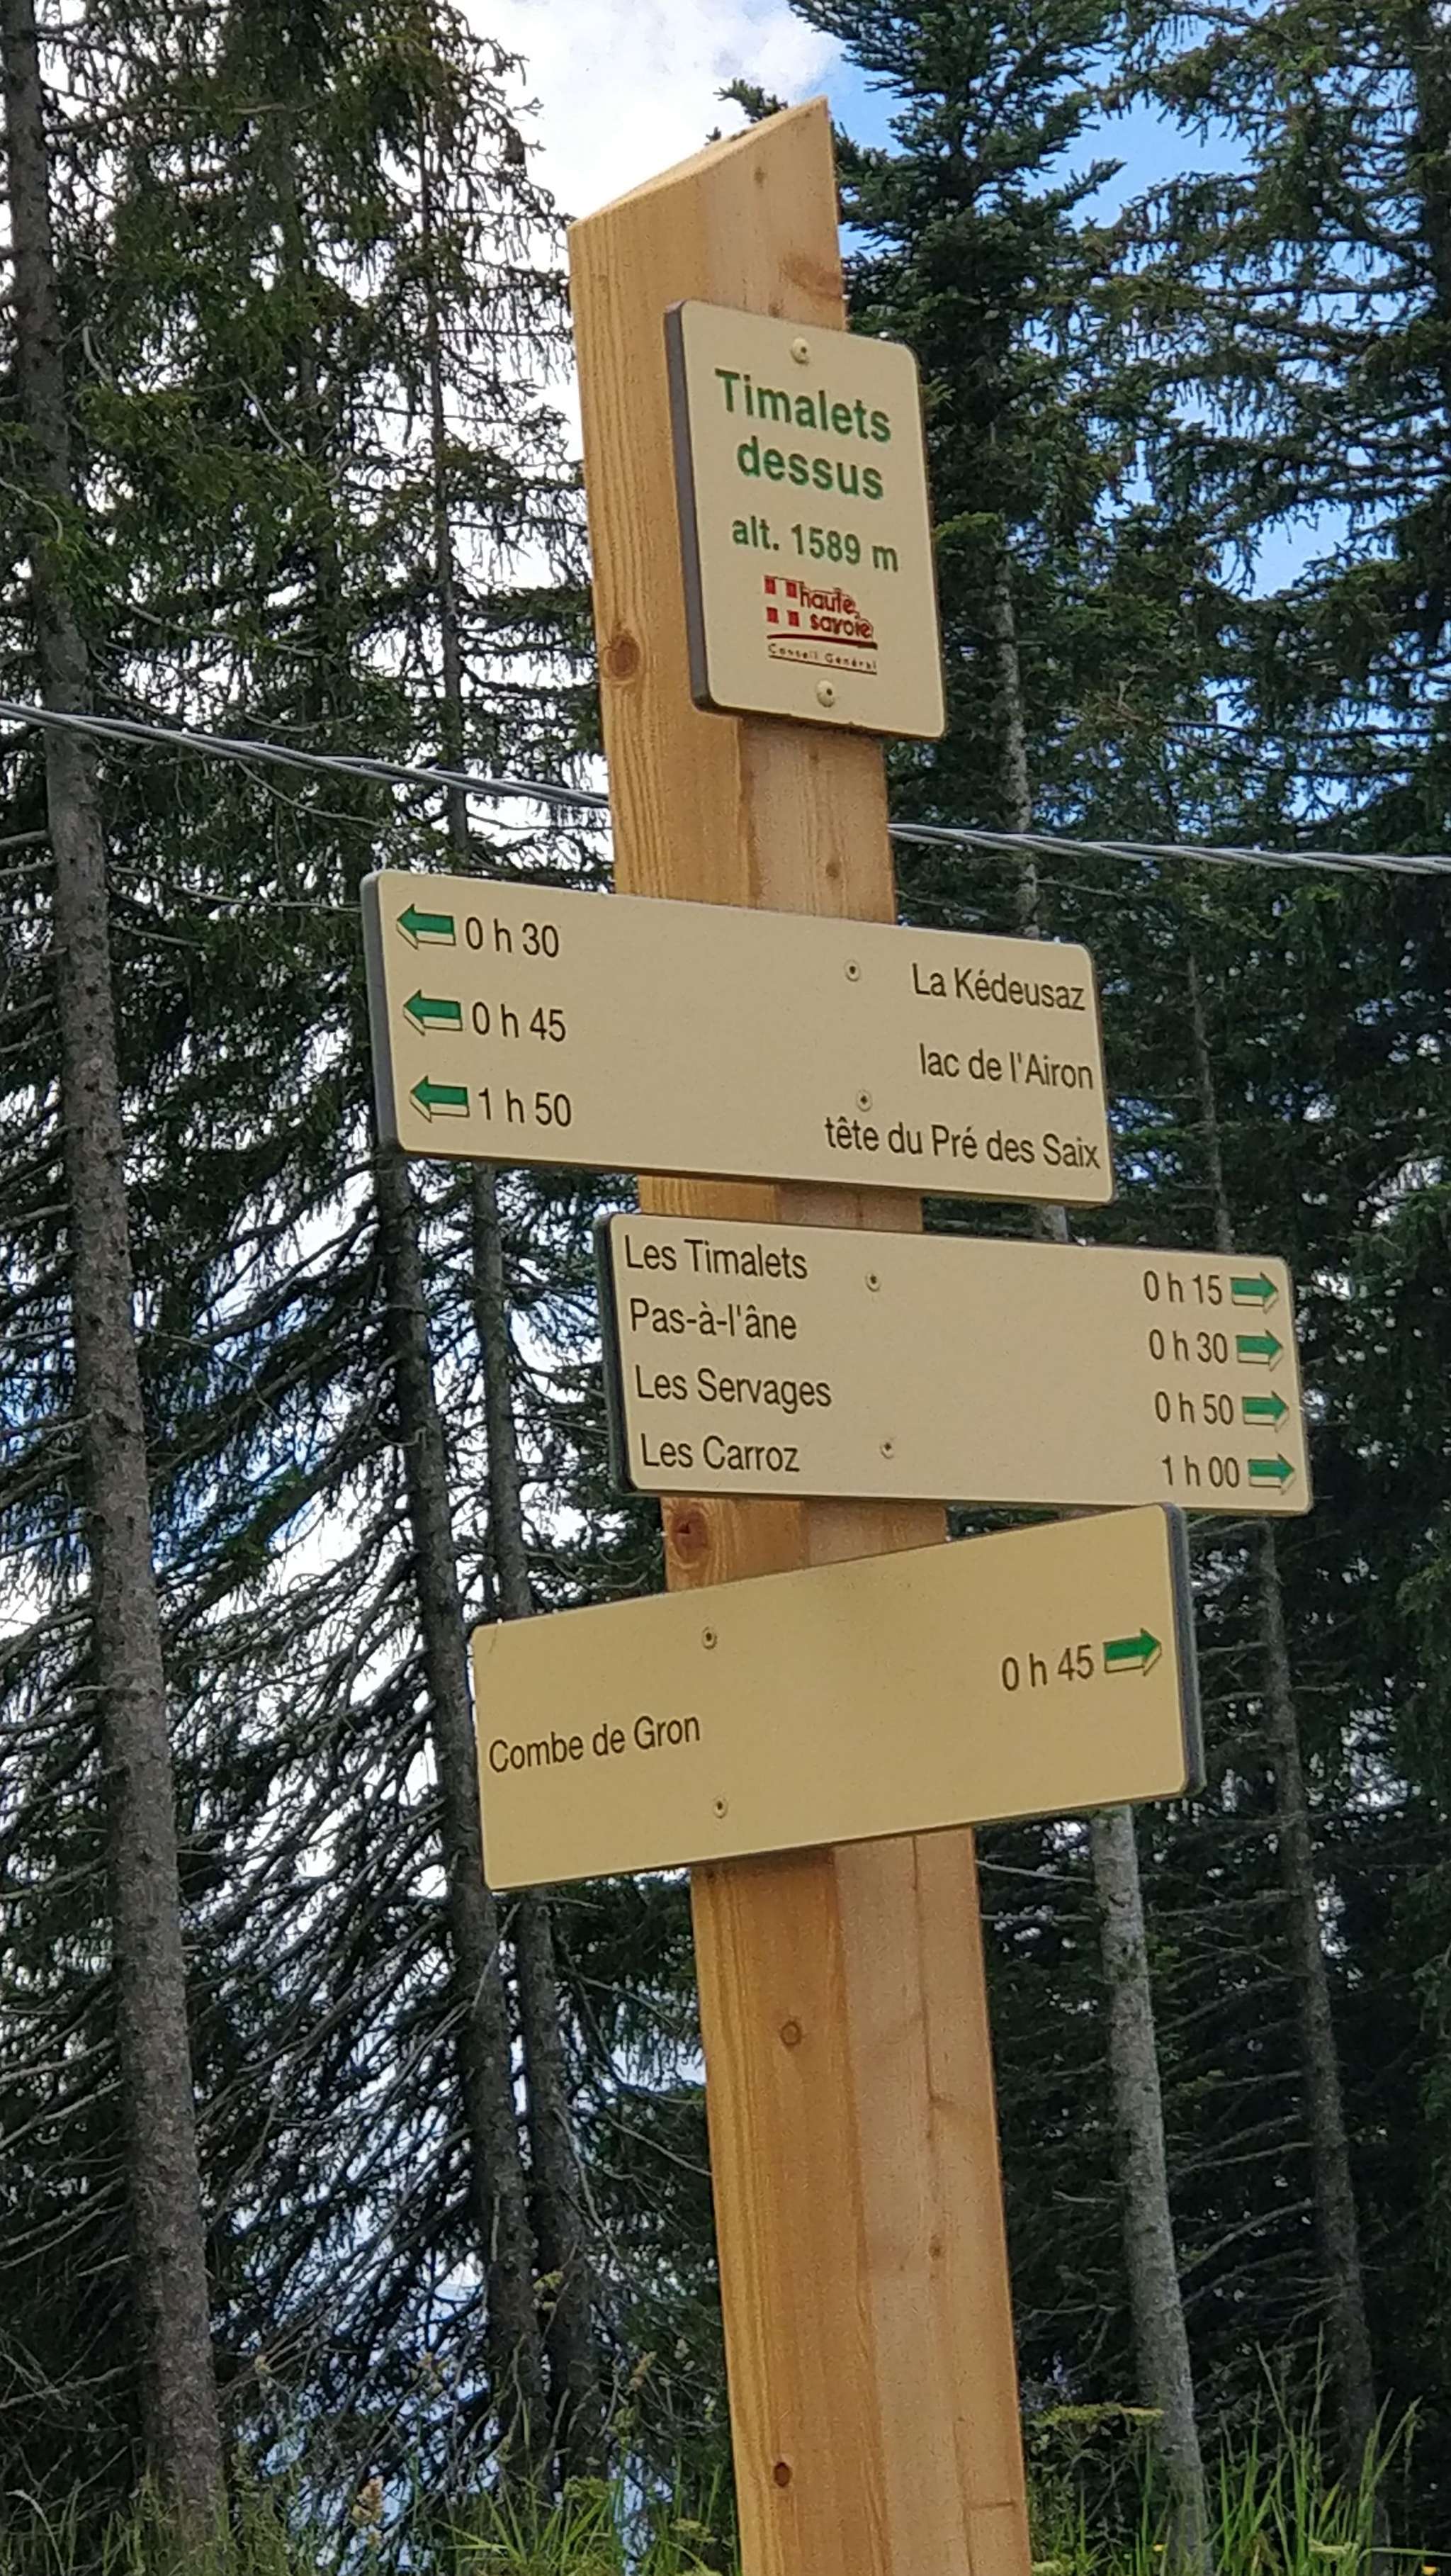 Timalets
dessus
alt. 1589 m
haute
savoie
Conseil Général
0 h 30 La Kédeusaz
0 h 45 lac de l'Airon
1 h 50 tête du Pré des Saix
Les Timalets 0 h 15
Pas-à-l'âne 0 h 30
Les Servages 0 h 50
Les Carroz 1 h 00
0 h 45
Combe de Gron